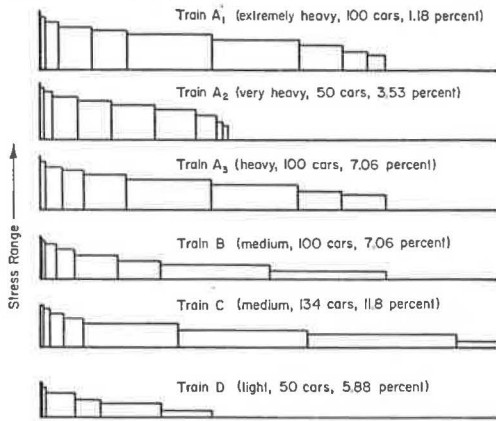 Train A₁ (extremely heavy, 100 cars, 1.18 percent)
Train A₂ (very heavy, 50 cars, 3.53 percent)
Train A₃ (heavy, 100 cars, 7.06 percent)
Train B (medium, 100 cars, 7.06 percent)
Train C (medium, 134 cars, 11.8 percent)
Train D (light, 50 cars, 5.88 percent)
Stress Range